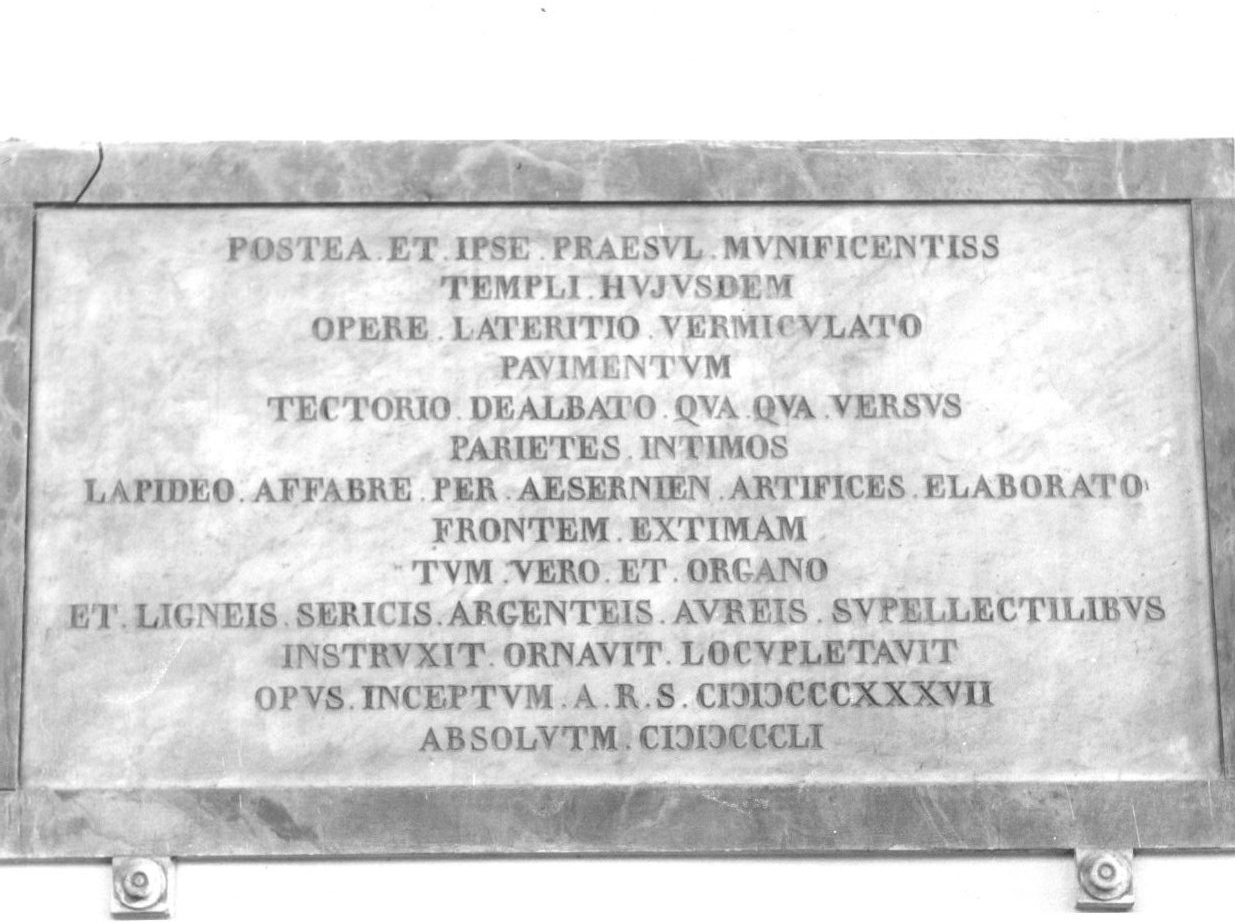 POSTEA . ET . IPSE . PRAESVL . MVNIFICENTISS
TEMPLI . HVJVSDEM
OPERE . LATERITIO . VERMICVLATO
PAVIMENTVM
TECTORIO . DEALBATO . QVA . QVA . VERSVS
PARIETES . INTIMOS
LAPIDEO . AFFABRE . PER . AESERNIEN . ARTIFICES . ELABORATO
FRONTEM . EXTIMAM
TVM . VERO . ET . ORGANO
ET . LIGNEIS . SERICIS . ARGENTEIS . AVREIS . SVPELLECTILIBVS
INSTRVXIT . ORNAVIT . LOCVPLETAVIT
OPVS . INCEPTVM . A . R . S . CIↃIↃCCCCXXXVII
ABSOLVTM . CIↃIↃCCCLI